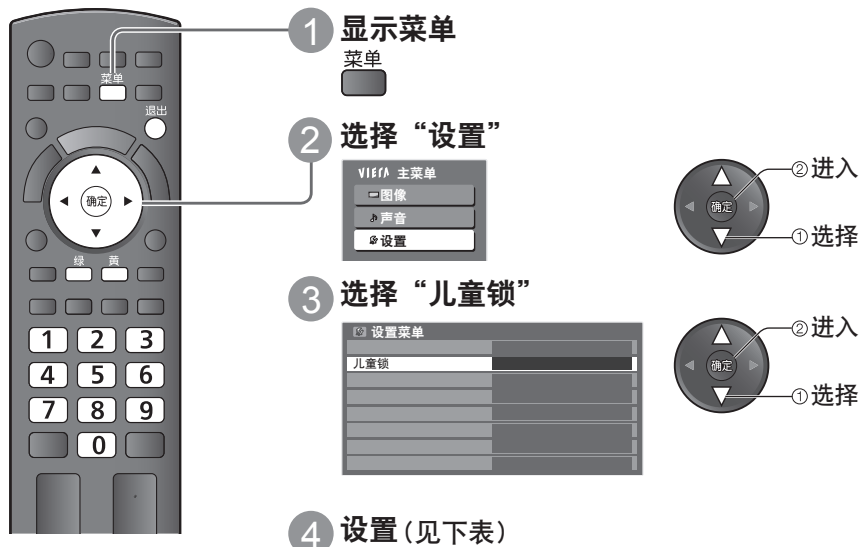 菜单
退出
确定
绿 黄
1 2 3
4 5 6
7 8 9
0
1 显示菜单
菜单
2 选择“设置”
VIErA 主菜单
图像
声音
设置
确定
②进入
①选择
3 选择“儿童锁”
设置菜单
儿童锁
确定
②进入
①选择
4 设置(见下表)